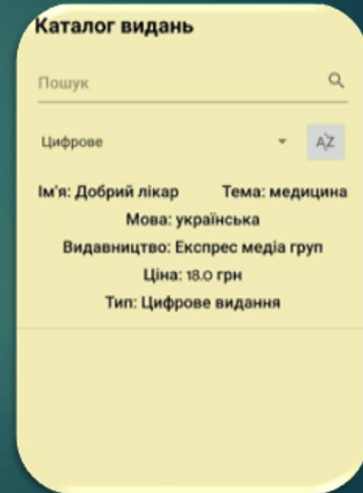 Каталог видань
Пошук
Цифрове AZ
Ім'я: Добрий лікар Тема: медицина
Мова: українська
Видавництво: Експрес медіа груп
Ціна: 18.0 грн
Тип: Цифрове видання